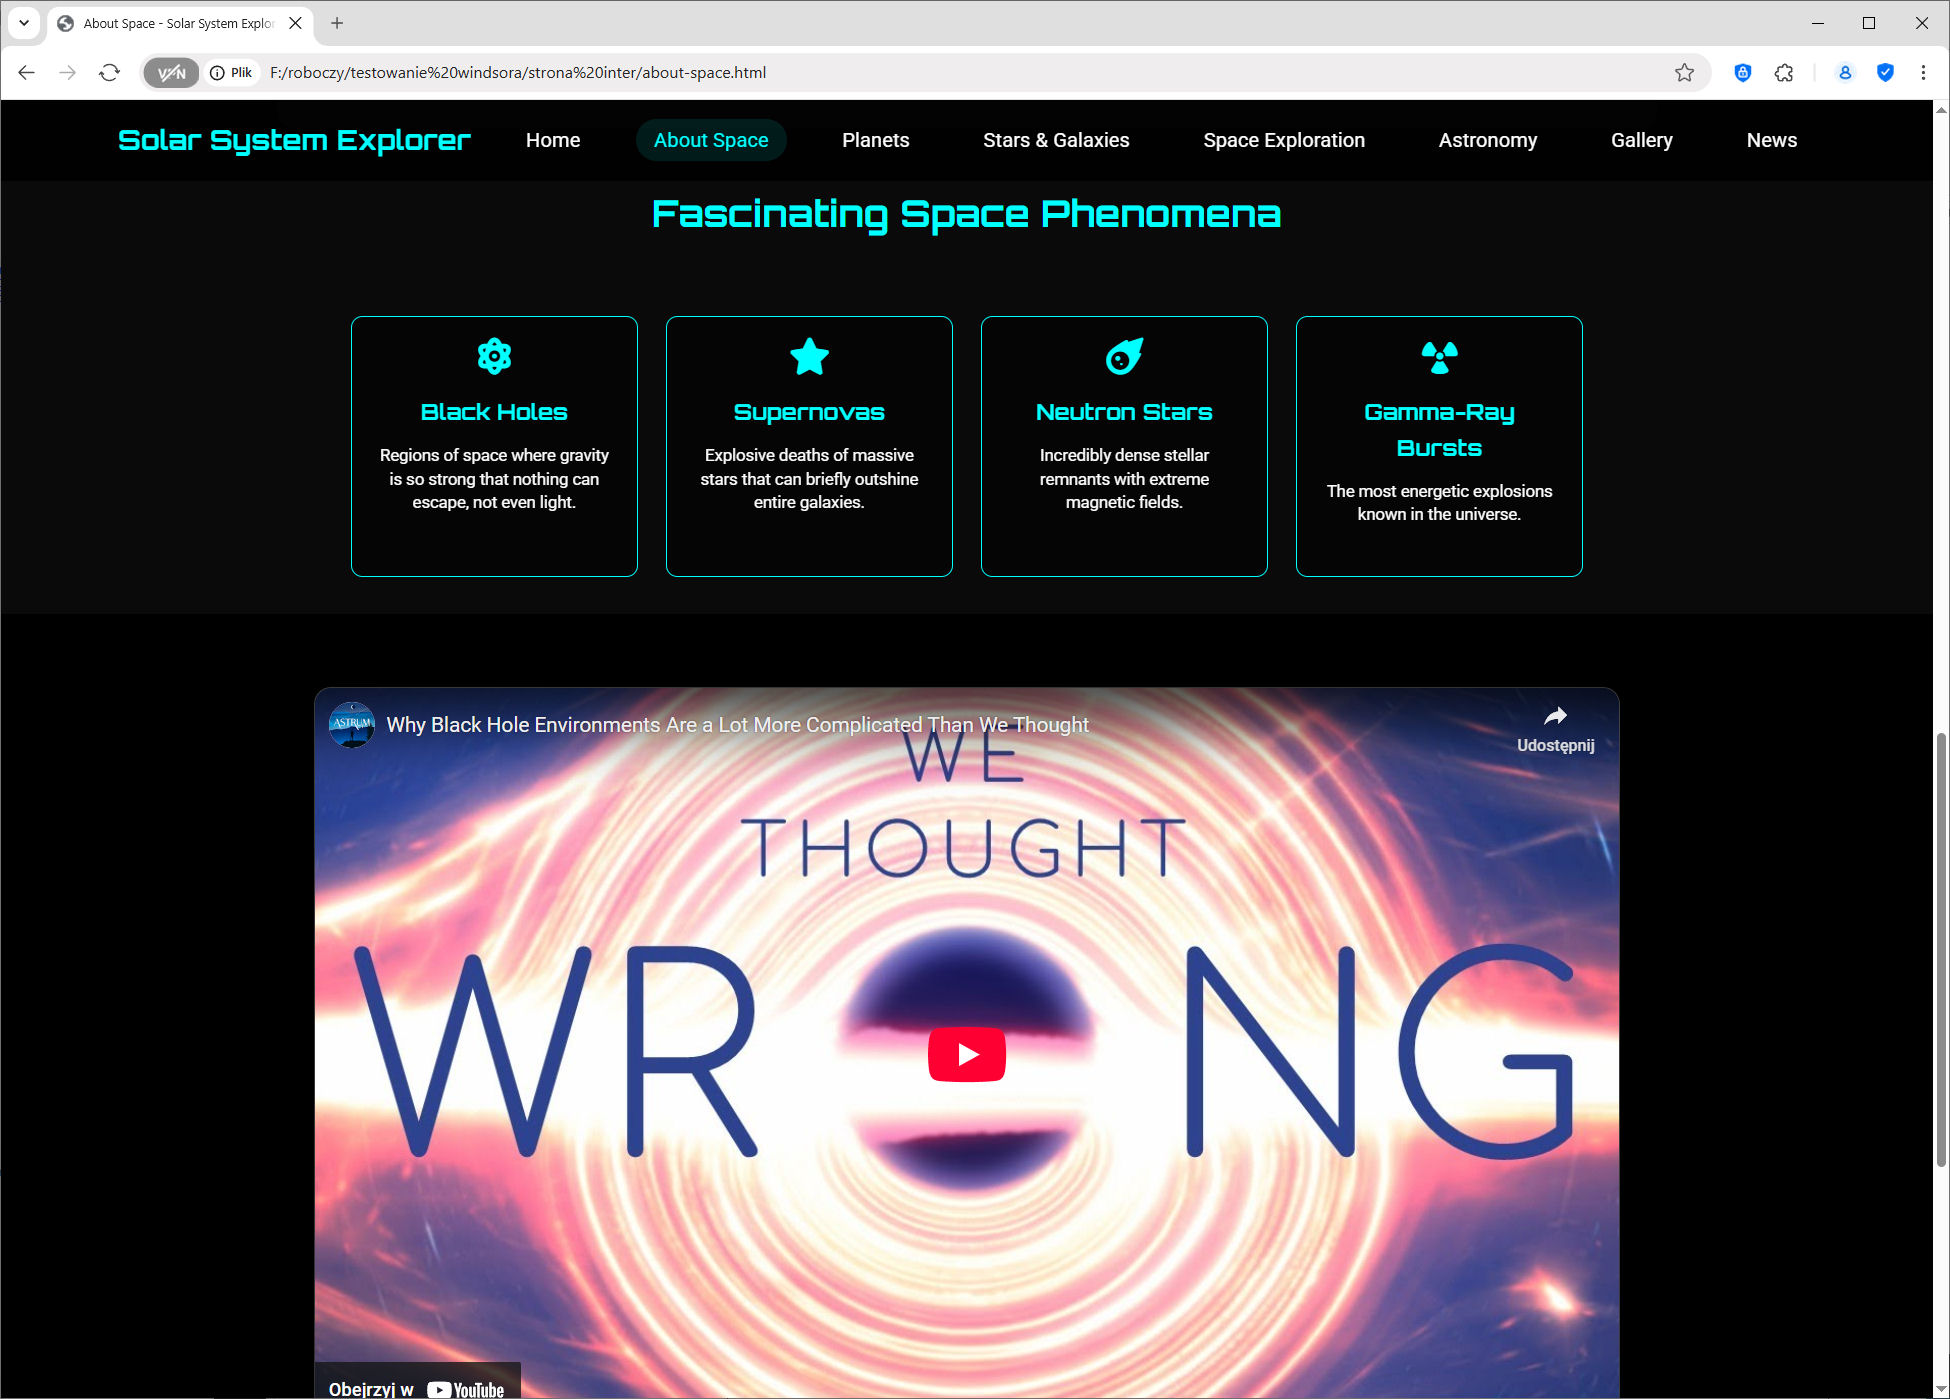 About Space - Solar System Explor
VPN
Plik
F:/roboczy/testowanie%20windsora/strona%20inter/about-space.html
Solar System Explorer
Home
About Space
Planets
Stars & Galaxies
Space Exploration
Astronomy
Gallery
News
Fascinating Space Phenomena
Black Holes
Regions of space where gravity
is so strong that nothing can
escape, not even light.
Supernovas
Explosive deaths of massive
stars that can briefly outshine
entire galaxies.
Neutron Stars
Incredibly dense stellar
remnants with extreme
magnetic fields.
Gamma-Ray
Bursts
The most energetic explosions
known in the universe.
ASTRUM
Why Black Hole Environments Are a Lot More Complicated Than We Thought
Udostępnij
WE
THOUGHT
WRONG
Obejrzyj w YouTube